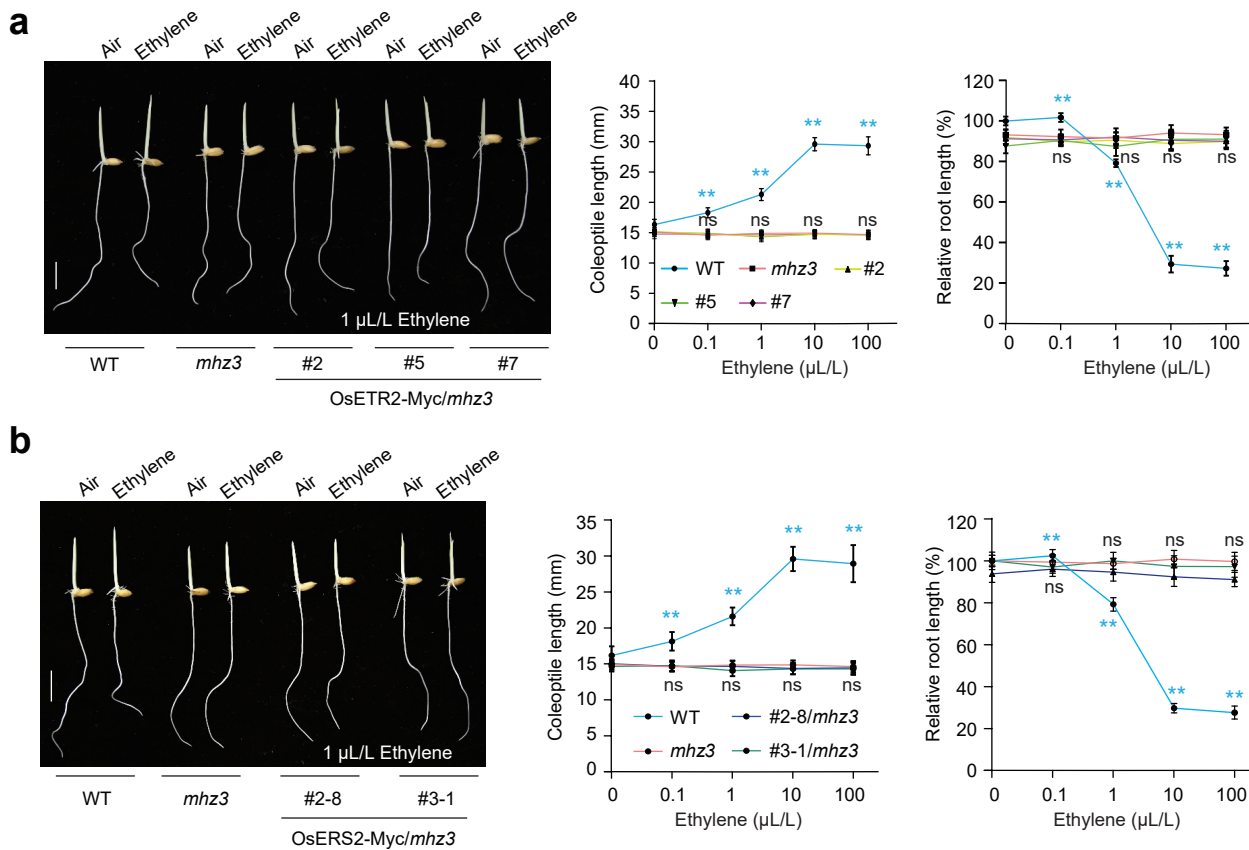 a
Air Ethylene Air Ethylene Air Ethylene Air Ethylene Air Ethylene
1 µL/L Ethylene
WT mhz3 #2 #5 #7
OsETR2-Myc/mhz3
Coleoptile length (mm)
40
35
30
25
20
15
10
5
0
** ** ** **
ns ns ns ns
WT mhz3 #2
#5 #7
0 0.1 1 10 100
Ethylene (µL/L)
Relative root length (%)
120
100
80
60
40
20
0
**
ns ns ns ns
**
** **
0 0.1 1 10 100
Ethylene (µL/L)
b
Air Ethylene Air Ethylene Air Ethylene Air Ethylene
1 µL/L Ethylene
WT mhz3 #2-8 #3-1
OsERS2-Myc/mhz3
Coleoptile length (mm)
35
30
25
20
15
10
5
0
** ** ** **
ns ns ns ns
WT #2-8/mhz3
mhz3 #3-1/mhz3
0 0.1 1 10 100
Ethylene (µL/L)
Relative root length (%)
120
100
80
60
40
20
0
** ns ns ns
ns
**
** **
0 0.1 1 10 100
Ethylene (µL/L)